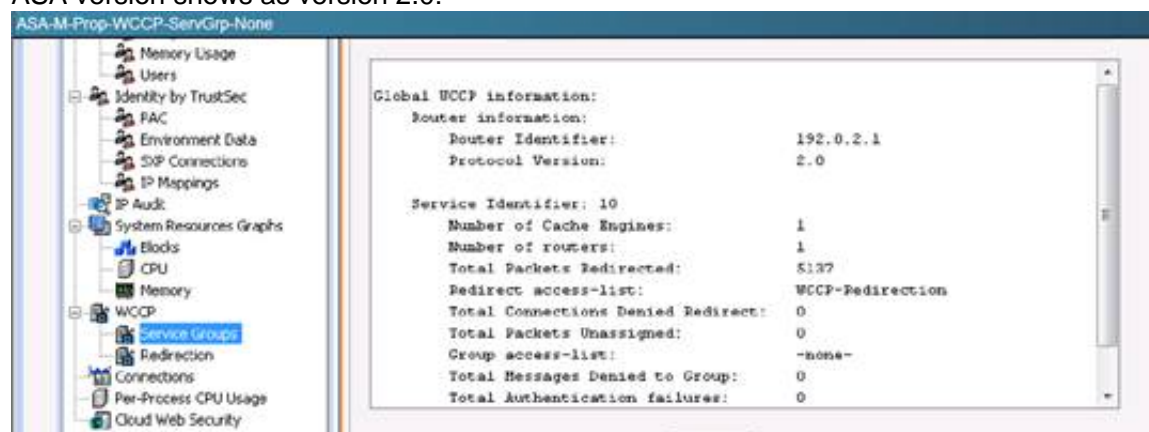 ASA version shows as version 2.0.
ASA-M-Prop-WCCP-ServGrp-None
Memory Usage
Users
Identity by TrustSec
PAC
Environment Data
SXP Connections
IP Mappings
IP Audit
System Resources Graphs
Blocks
CPU
Memory
WCCP
Service Groups
Redirection
Connections
Per-Process CPU Usage
Cloud Web Security
Global WCCP information:
Router information:
Router Identifier: 192.0.2.1
Protocol Version: 2.0
Service Identifier: 10
Number of Cache Engines: 1
Number of routers: 1
Total Packets Redirected: 5137
Redirect access-list: WCCP-Redirection
Total Connections Denied Redirect: 0
Total Packets Unassigned: 0
Group access-list: -none-
Total Messages Denied to Group: 0
Total Authentication failures: 0